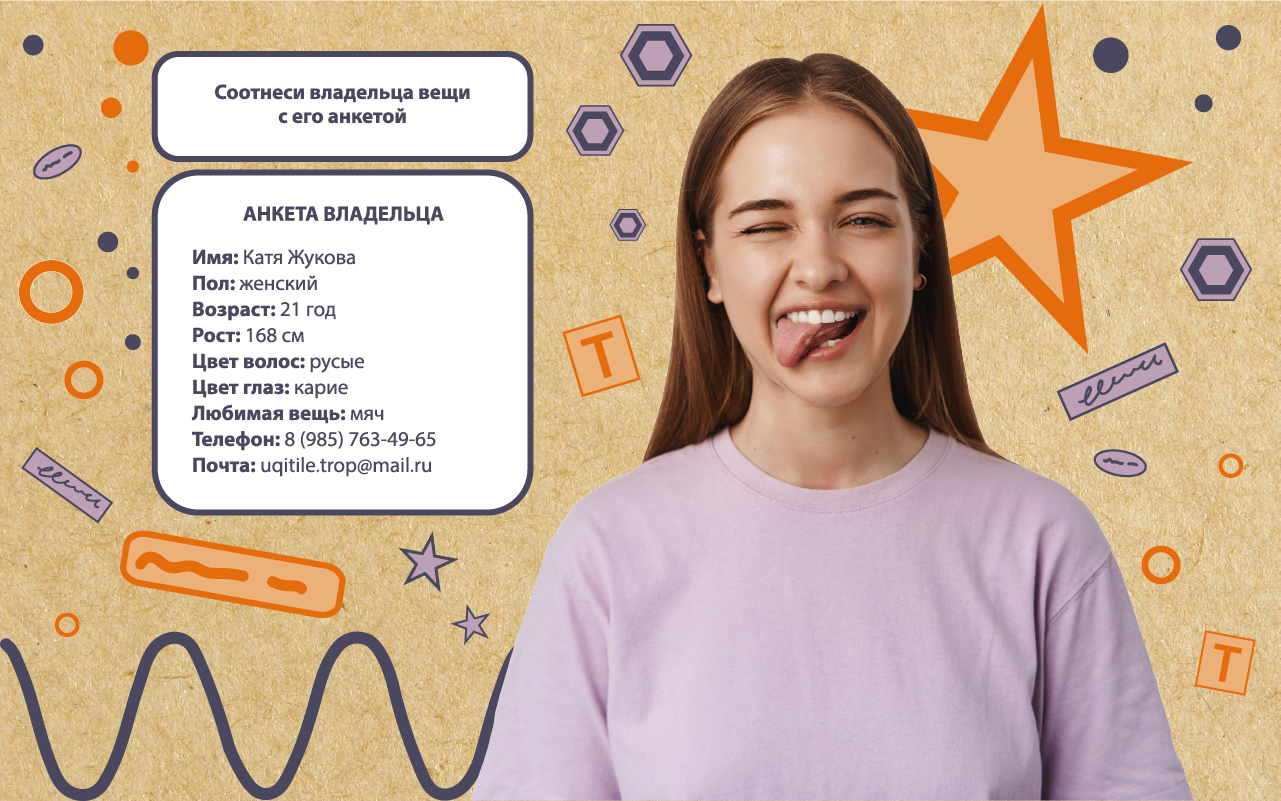 Соотнеси владельца вещи
с его анкетой
АНКЕТА ВЛАДЕЛЬЦА
Имя: Катя Жукова
Пол: женский
Возраст: 21 год
Рост: 168 см
Цвет волос: русые
Цвет глаз: карие
Любимая вещь: мяч
Телефон: 8 (985) 763-49-65
Почта: uqitile.trop@mail.ru
T
T